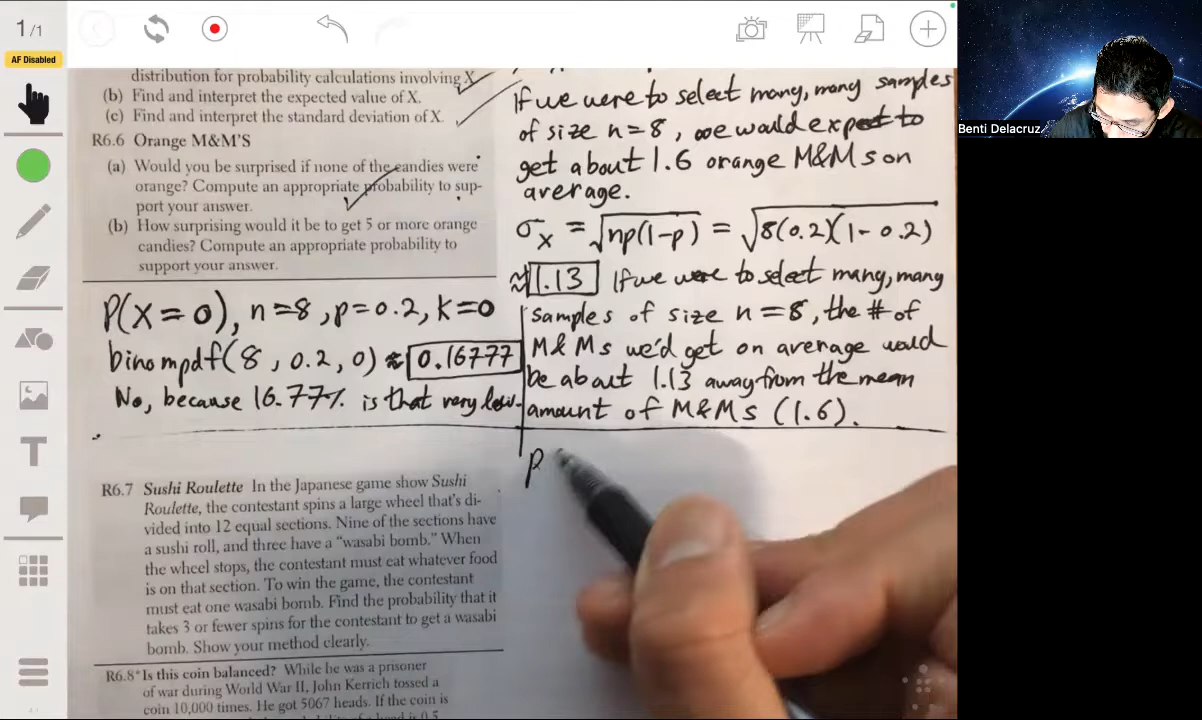 1/1
AF Disabled
Benti Delacruz
distribution for probability calculations involving X.
(b) Find and interpret the expected value of X.
(c) Find and interpret the standard deviation of X.
R6.6 Orange M&M'S
(a) Would you be surprised if none of the candies were
orange? Compute an appropriate probability to sup-
port your answer.
(b) How surprising would it be to get 5 or more orange
candies? Compute an appropriate probability to
support your answer.
P(X=0), n=8, p=0.2, k=0
binompdf(8, 0.2, 0) ≈ 0.16777
No, because 16.77% is that very low.
If we were to select many, many samples
of size n=8, we would expect to
get about 1.6 orange M&Ms on
average.
σx = √np(1-p) = √8(0.2)(1-0.2)
≈ 1.13 If we were to select many, many
samples of size n=8, the # of
M&Ms we'd get on average would
be about 1.13 away from the mean
amount of M&Ms (1.6).
P
R6.7 Sushi Roulette In the Japanese game show Sushi
Roulette, the contestant spins a large wheel that's di-
vided into 12 equal sections. Nine of the sections have
a sushi roll, and three have a "wasabi bomb." When
the wheel stops, the contestant must eat whatever food
is on that section. To win the game, the contestant
must eat one wasabi bomb. Find the probability that it
takes 3 or fewer spins for the contestant to get a wasabi
bomb. Show your method clearly.
R6.8* Is this coin balanced? While he was a prisoner
of war during World War II, John Kerrich tossed a
coin 10,000 times. He got 5067 heads. If the coin is